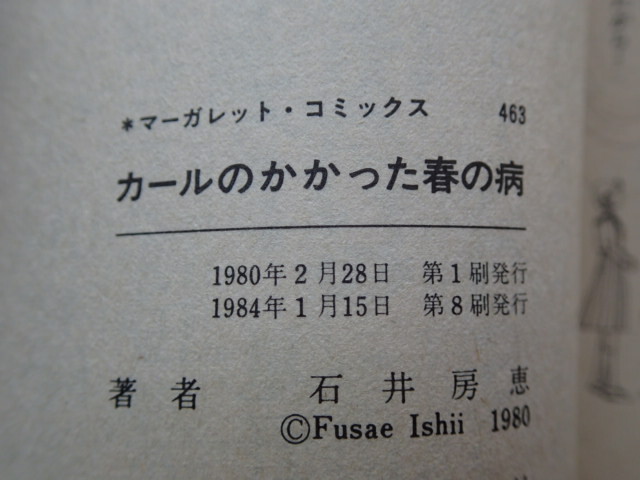 *マーガレット・コミックス 463
カールのかかった春の病
1980年2月28日 第1刷発行
1984年1月15日 第8刷発行
著者 石井房恵
©Fusae Ishii 1980